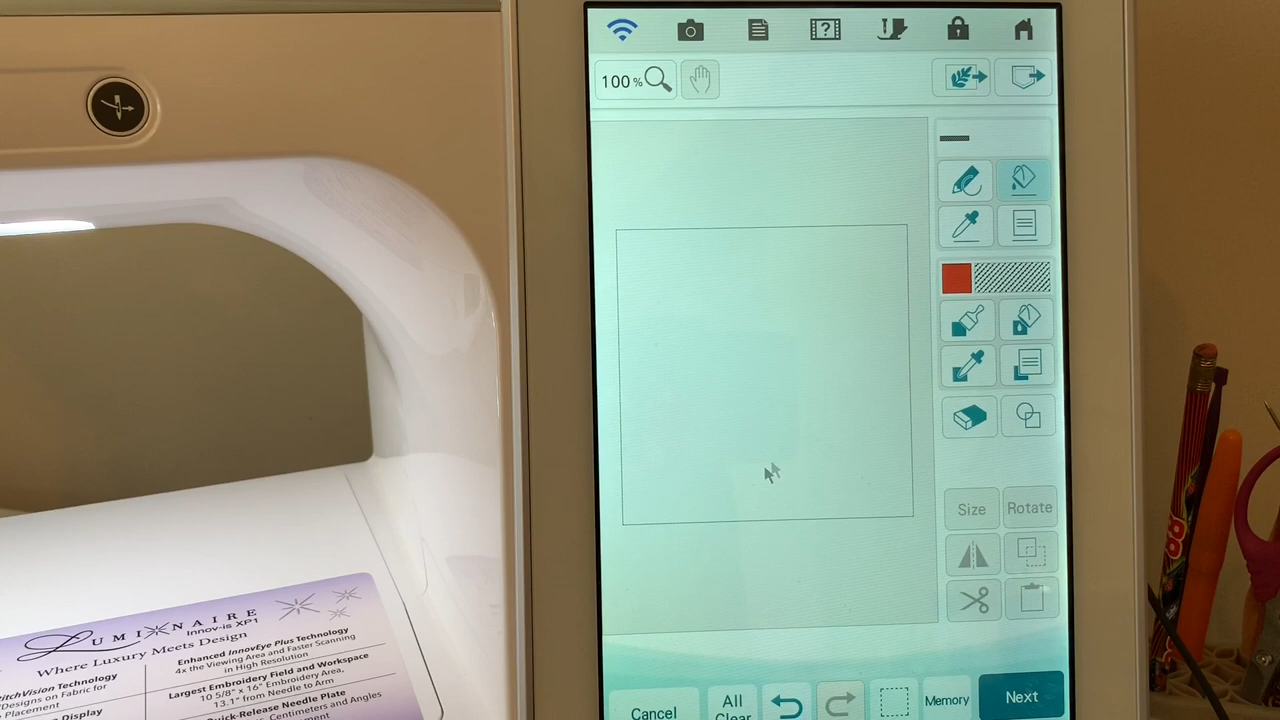 100 %
Size
Rotate
Cancel
All
Clear
Memory
Next
LUMINAIRE
Innov-is XP1
Where Luxury Meets Design
StitchVision Technology
Designs on Fabric for
Placement
Display
Enhanced InnovEye Plus Technology
4x the Viewing Area and Faster Scanning
in High Resolution
Largest Embroidery Field and Workspace
10 5/8" x 16" Embroidery Area,
13.1" from Needle to Arm
Quick-Release Needle Plate
Centimeters and Angles